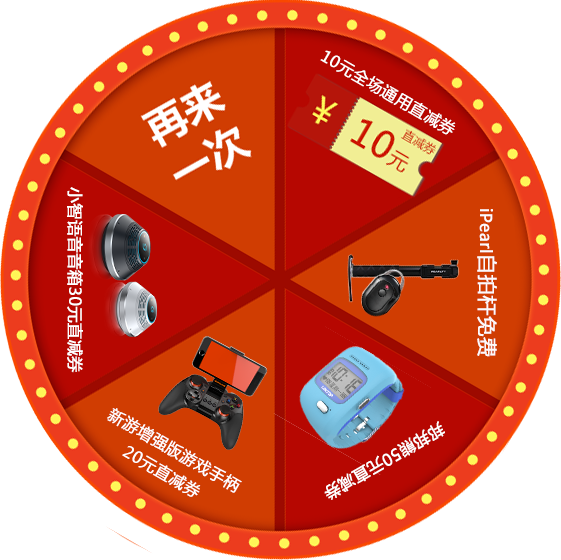 10元全场通用直减券
¥
10元
直减券
iPearl自拍杆免费
邦邦熊50元直减券
10:15
新游增强版游戏手柄
20元直减券
小智语音音箱30元直减券
再来
一次